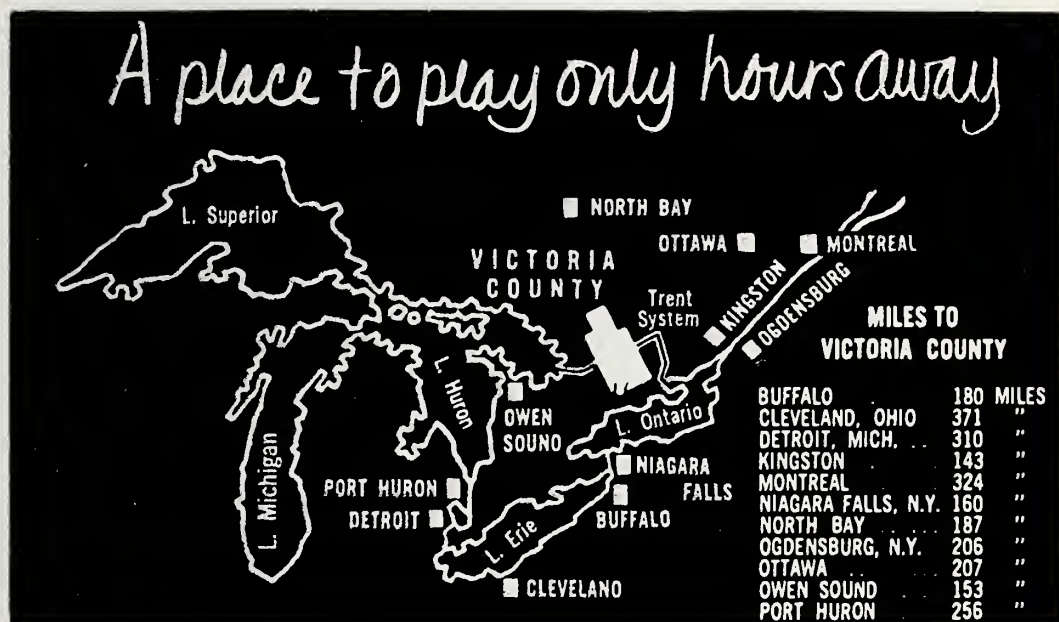 A place to play only hours away
L. Superior
NORTH BAY
OTTAWA
MONTREAL
VICTORIA
COUNTY
Trent
System
KINGSTON
OGDENSBURG
L. Huron
OWEN
SOUND
L. Ontario
L. Michigan
PORT HURON
DETROIT
NIAGARA
FALLS
BUFFALO
L. Erie
CLEVELAND
MILES TO
VICTORIA COUNTY
BUFFALO . 180 MILES
CLEVELAND, OHIO 371 "
DETROIT, MICH. .. 310 "
KINGSTON . 143 "
MONTREAL . 324 "
NIAGARA FALLS, N.Y. 160 "
NORTH BAY .. ... 187 "
OGDENSBURG, N.Y. 206 "
OTTAWA .. ... 207 "
OWEN SOUND . . 153 "
PORT HURON 256 "